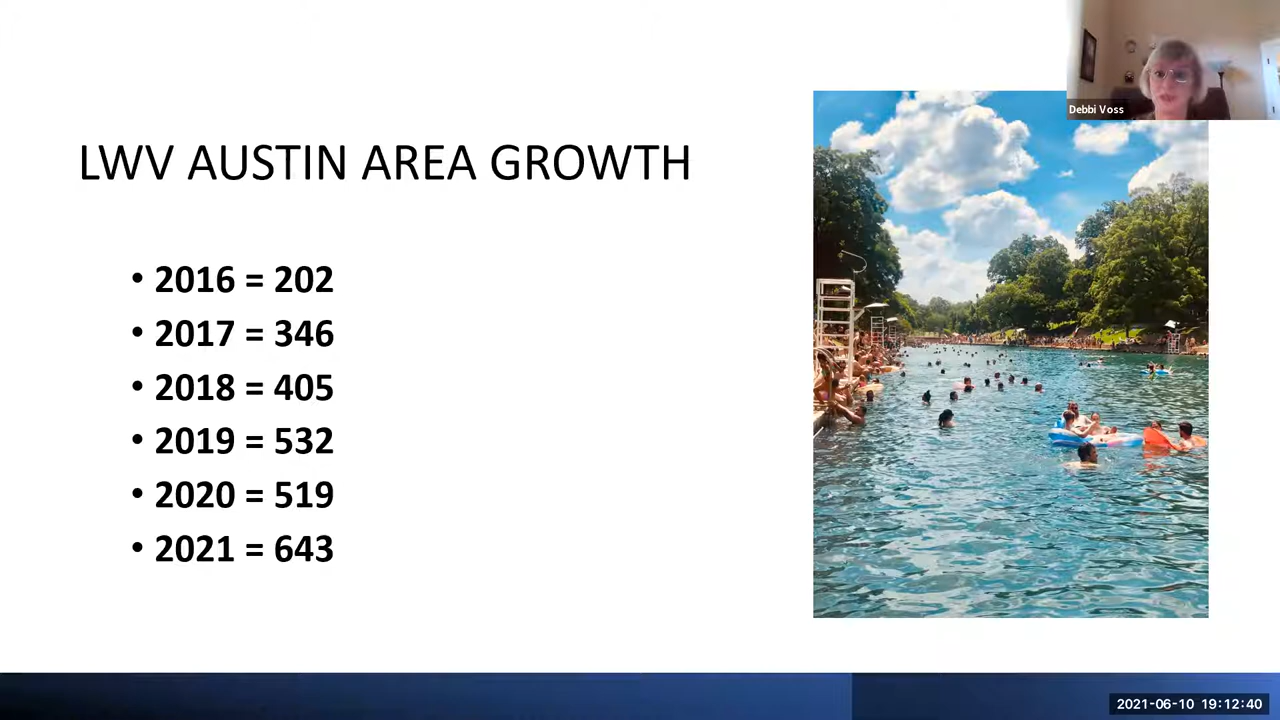 Debbi Voss
LWV AUSTIN AREA GROWTH
• 2016 = 202
• 2017 = 346
• 2018 = 405
• 2019 = 532
• 2020 = 519
• 2021 = 643
2021-06-10 19:12:40